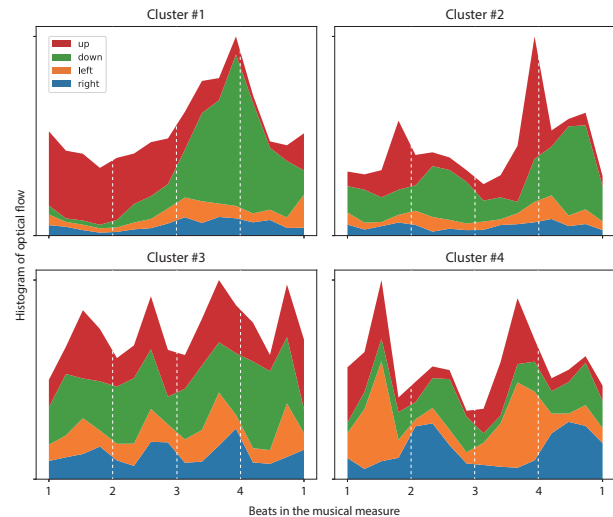 Cluster #1
Cluster #2
up
down
left
right
Histogram of optical flow
Cluster #3
Cluster #4
1 2 3 4 1
1 2 3 4 1
Beats in the musical measure